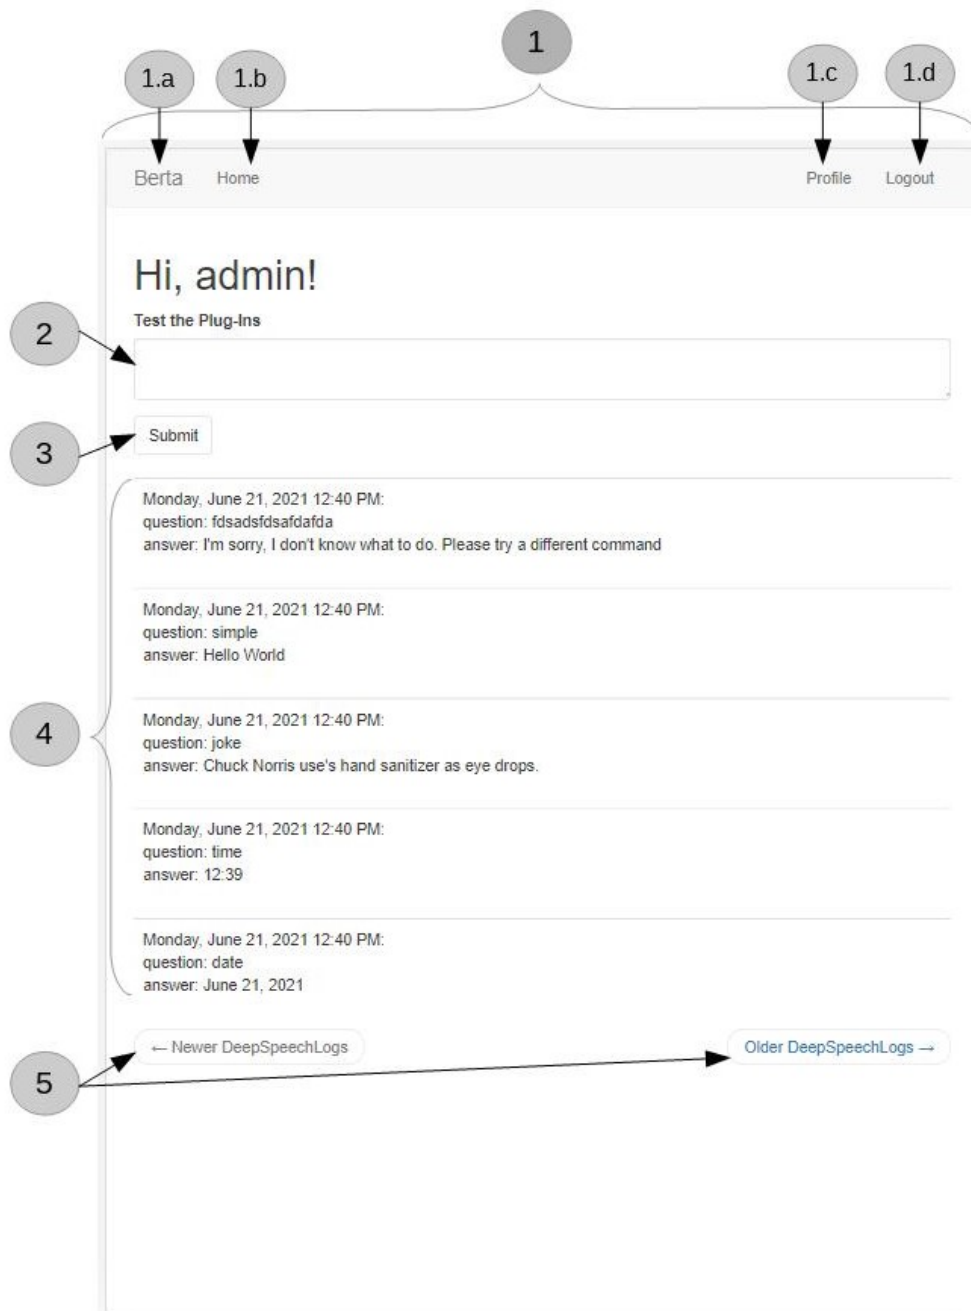 1
1.a 1.b 1.c 1.d
Berta Home Profile Logout
Hi, admin!
Test the Plug-Ins
2
3
Submit
Monday, June 21, 2021 12:40 PM:
question: fdsadsfdsafdafda
answer: I'm sorry, I don't know what to do. Please try a different command
Monday, June 21, 2021 12:40 PM:
question: simple
answer: Hello World
4
Monday, June 21, 2021 12:40 PM:
question: joke
answer: Chuck Norris use's hand sanitizer as eye drops.
Monday, June 21, 2021 12:40 PM:
question: time
answer: 12:39
Monday, June 21, 2021 12:40 PM:
question: date
answer: June 21, 2021
5
← Newer DeepSpeechLogs Older DeepSpeechLogs →